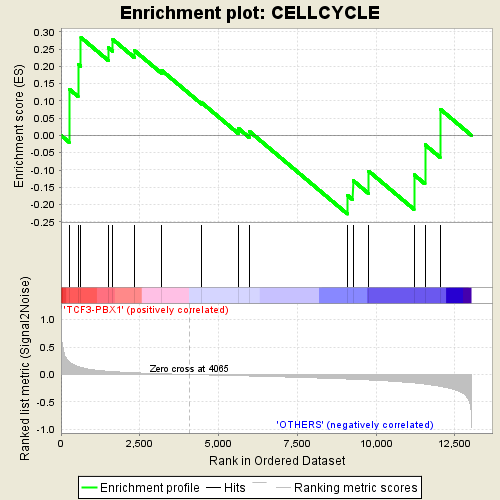 Enrichment plot: CELLCYCLE
Enrichment score (ES)
0.30
0.25
0.20
0.15
0.10
0.05
0.00
-0.05
-0.10
-0.15
-0.20
-0.25
'TCF3-PBX1' (positively correlated)
Ranked list metric (Signal2Noise)
1.0
0.5
0.0
-0.5
-1.0
Zero cross at 4065
'OTHERS' (negatively correlated)
0
2,500
5,000
7,500
10,000
12,500
Rank in Ordered Dataset
Enrichment profile
Hits
Ranking metric scores